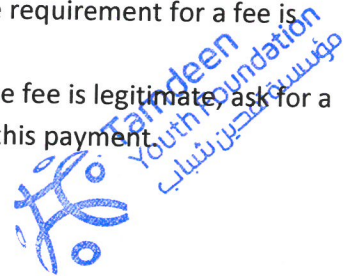 e requirement for a fee is
e fee is legitimate, ask for a
this payment.
Tamdeen
Youth Foundation
مؤسسة تمدين شباب